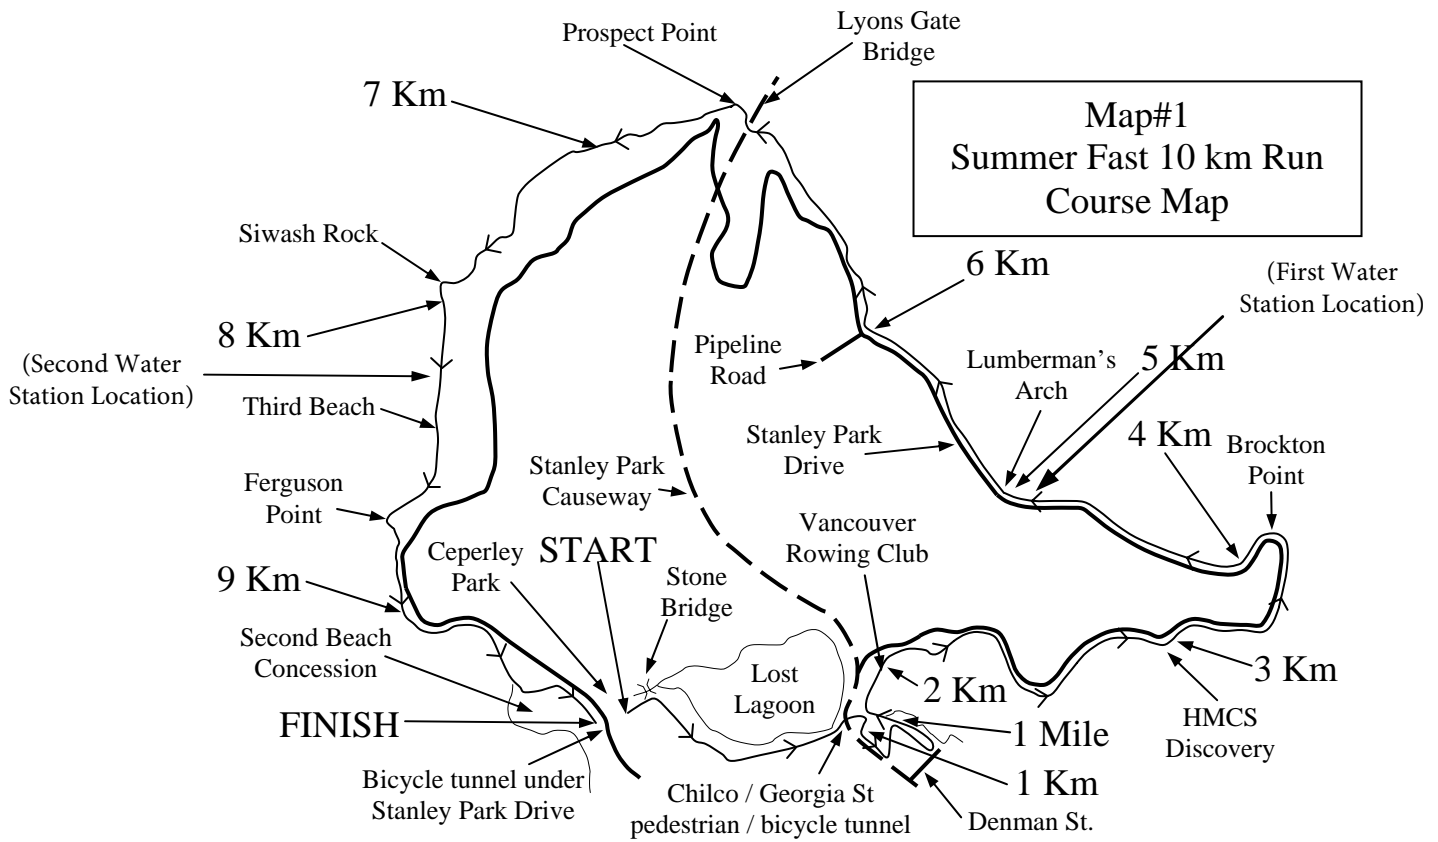 Lyons Gate
Bridge
Prospect Point
7 Km
Map#1
Summer Fast 10 km Run
Course Map
Siwash Rock
6 Km
(First Water
Station Location)
8 Km
(Second Water
Station Location)
Pipeline
Road
Lumberman's
Arch
5 Km
Third Beach
Stanley Park
Drive
4 Km
Brockton
Point
Ferguson
Point
Stanley Park
Causeway
Vancouver
Rowing Club
Ceperley
Park
START
Stone
Bridge
9 Km
Second Beach
Concession
Lost
Lagoon
2 Km
3 Km
FINISH
1 Mile
HMCS
Discovery
Bicycle tunnel under
Stanley Park Drive
1 Km
Chilco / Georgia St
pedestrian / bicycle tunnel
Denman St.